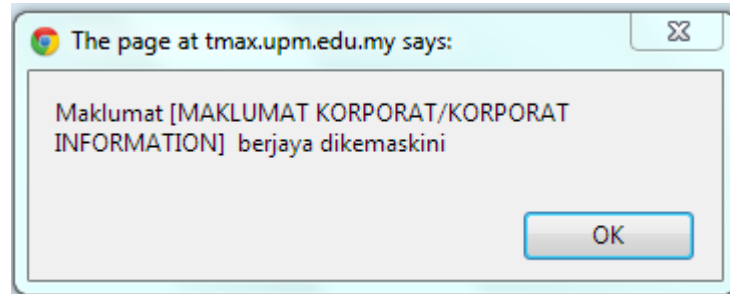 The page at tmax.upm.edu.my says:
Maklumat [MAKLUMAT KORPORAT/KORPORAT
INFORMATION]  berjaya dikemaskini
OK